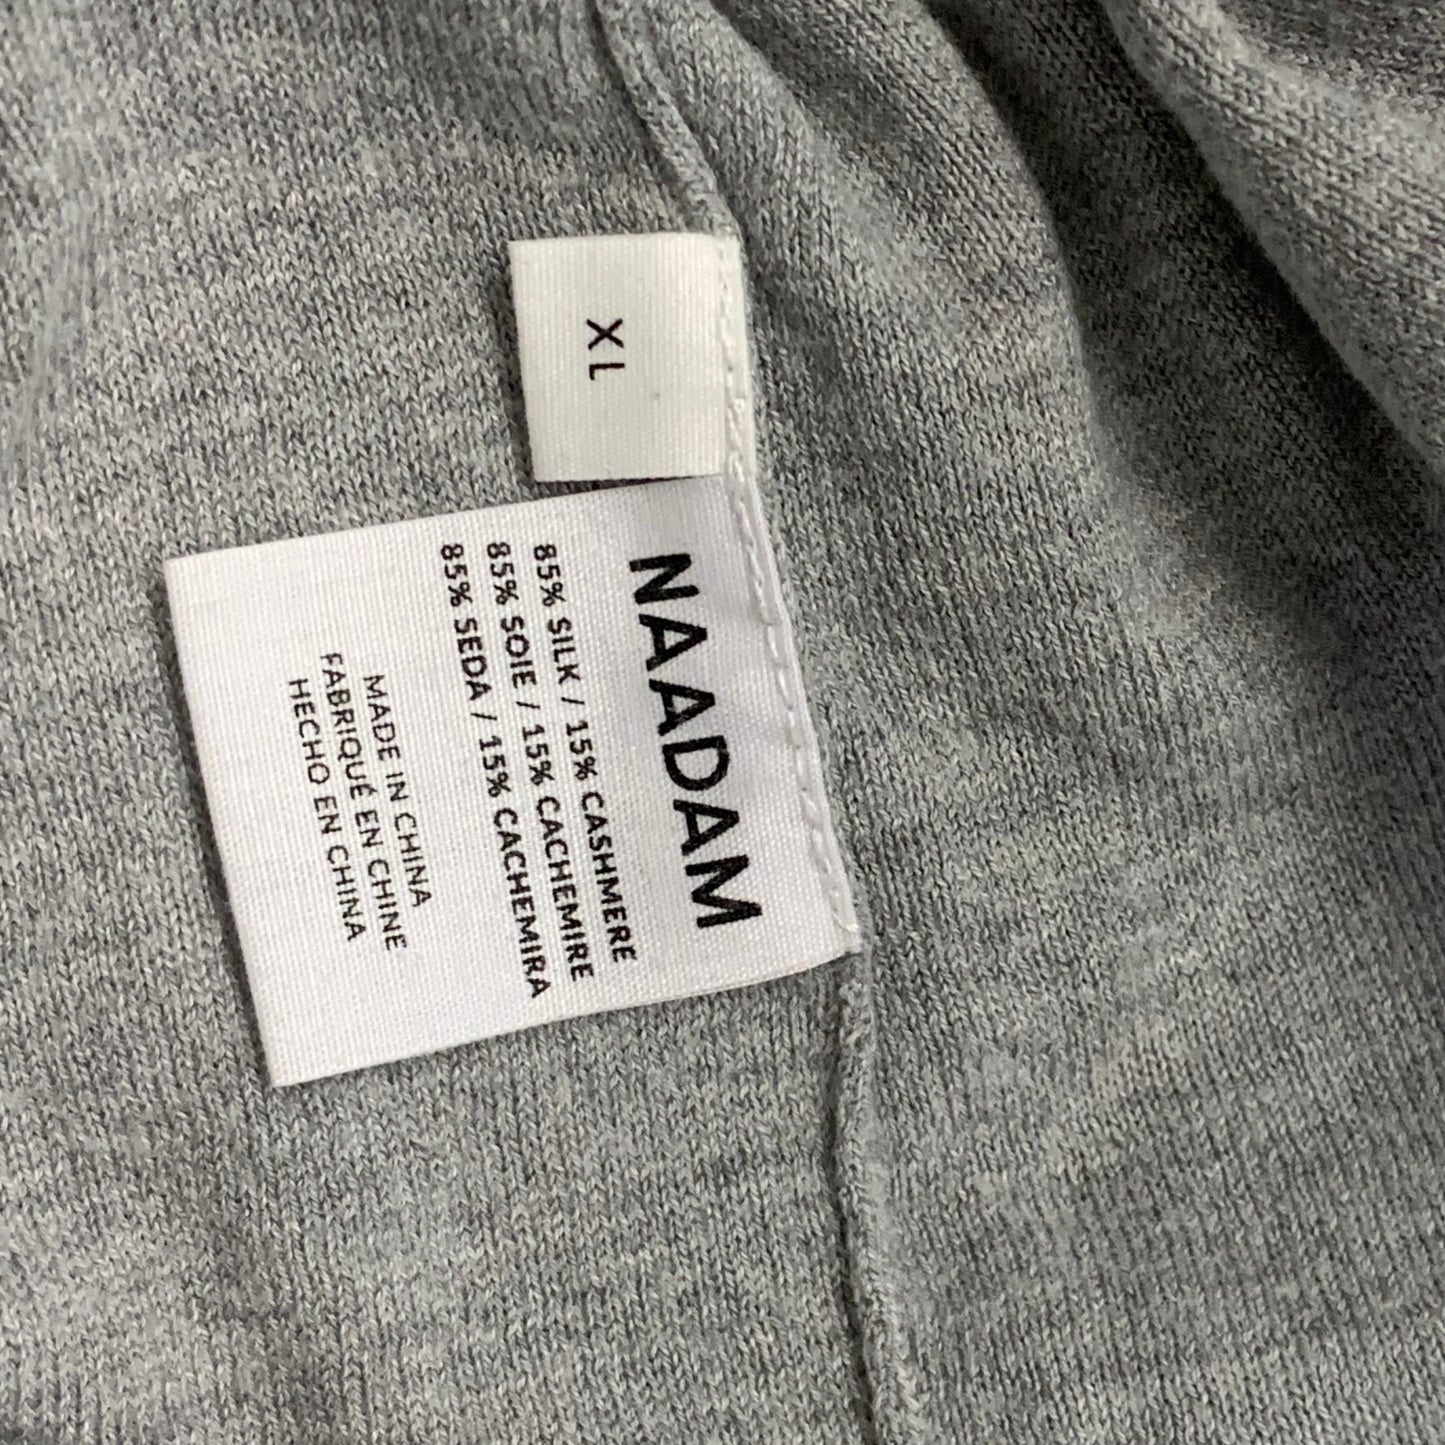 XL
NAADAM
85% SILK / 15% CASHMERE
85% SOIE / 15% CACHEMIRE
85% SEDA / 15% CACHEMIRA
MADE IN CHINA
FABRIQUÉ EN CHINE
HECHO EN CHINA